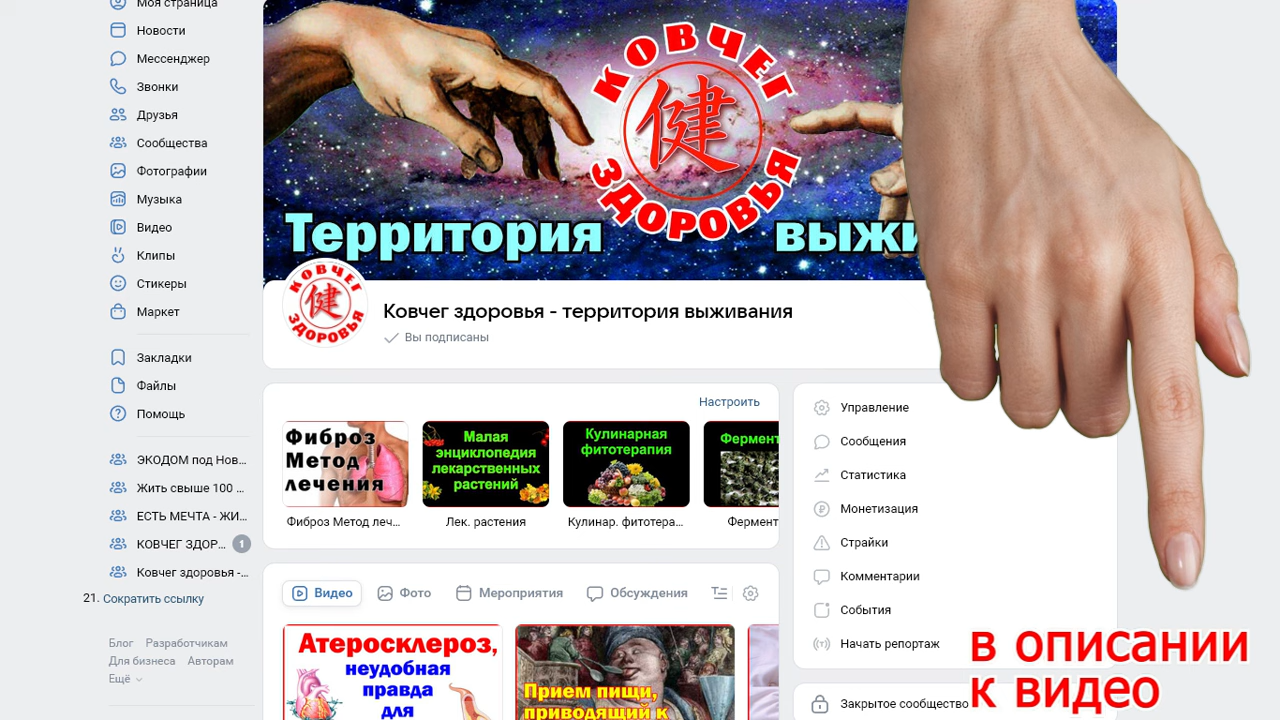 Моя страница
Новости
Мессенджер
Звонки
Друзья
Сообщества
Фотографии
Музыка
Видео
Клипы
Стикеры
Маркет
Закладки
Файлы
Помощь
ЭКОДОМ под Нов...
Жить свыше 100 ...
ЕСТЬ МЕЧТА - ЖИ...
КОВЧЕГ ЗДОР... 1
Ковчег здоровья -...
21. Сократить ссылку
Блог Разработчикам
Для бизнеса Авторам
Ещё
КОВЧЕГ
健
ЗДОРОВЬЯ
Территория выжи
КОВЧЕГ
健
ЗДОРОВЬЯ
Ковчег здоровья - территория выживания
Вы подписаны
Настроить
Фиброз
Метод
лечения
Фиброз Метод леч...
Малая
энциклопедия
лекарственных
растений
Лек. растения
Кулинарная
фитотерапия
Кулинар. фитотера...
Фермент
Фермент
Видео Фото Мероприятия Обсуждения
Атеросклероз,
неудобная
правда
для
Прием пищи,
приводящий к
Управление
Сообщения
Статистика
Монетизация
Страйки
Комментарии
События
Начать репортаж
Закрытое сообщество
в описании
к видео